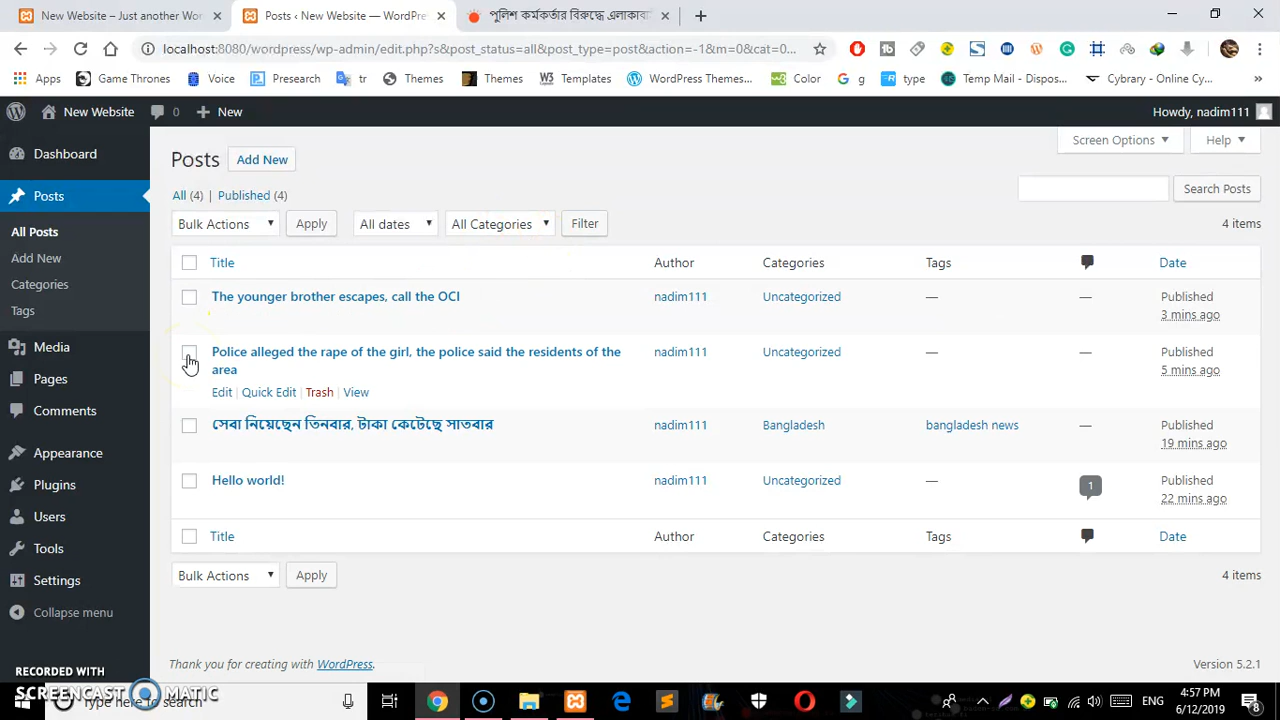 New Website – Just another Wor
Posts ‹ New Website — WordPre
পুলিশ কর্মকর্তার বিরুদ্ধে এলাকাবা
localhost:8080/wordpress/wp-admin/edit.php?s&post_status=all&post_type=post&action=-1&m=0&cat=0...
Apps Game Thrones Voice Presearch tr Themes Themes Templates WordPress Themes... Color g type Temp Mail - Dispos... Cybrary - Online Cy...
New Website 0 New Howdy, nadim111
Dashboard
Posts
All Posts
Add New
Categories
Tags
Media
Pages
Comments
Appearance
Plugins
Users
Tools
Settings
Collapse menu
Screen Options Help
Posts Add New
All (4) | Published (4)
Search Posts
Bulk Actions Apply All dates All Categories Filter 4 items
Title Author Categories Tags Date
The younger brother escapes, call the OCI nadim111 Uncategorized — — Published
3 mins ago
Police alleged the rape of the girl, the police said the residents of the nadim111 Uncategorized — — Published
area 5 mins ago
Edit | Quick Edit | Trash | View
সেবা নিয়েছেন তিনবার, টাকা কেটেছে সাতবার nadim111 Bangladesh bangladesh news — Published
19 mins ago
Hello world! nadim111 Uncategorized — 1 Published
22 mins ago
Title Author Categories Tags Date
Bulk Actions Apply 4 items
Thank you for creating with WordPress. Version 5.2.1
RECORDED WITH
SCREENCAST MATIC
Type here to search
ENG
4:57 PM
6/12/2019
8